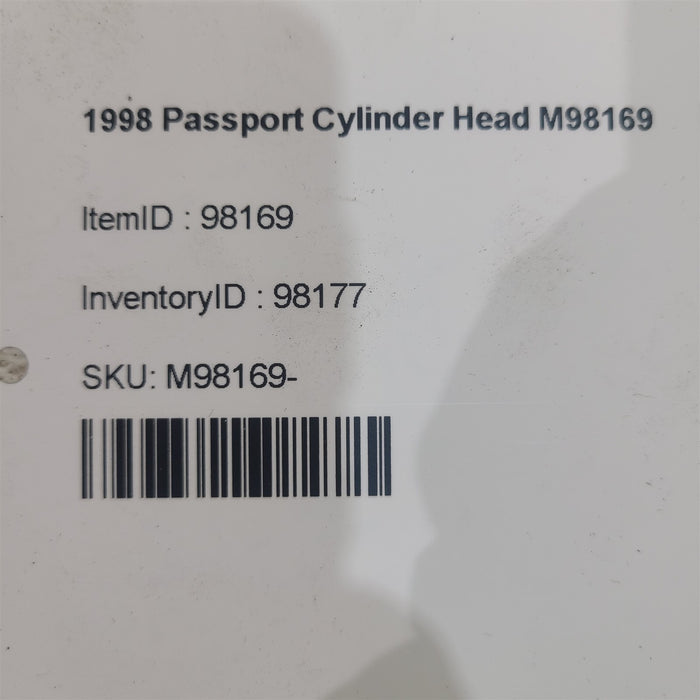 1998 Passport Cylinder Head M98169
ItemID : 98169
InventoryID : 98177
SKU: M98169-